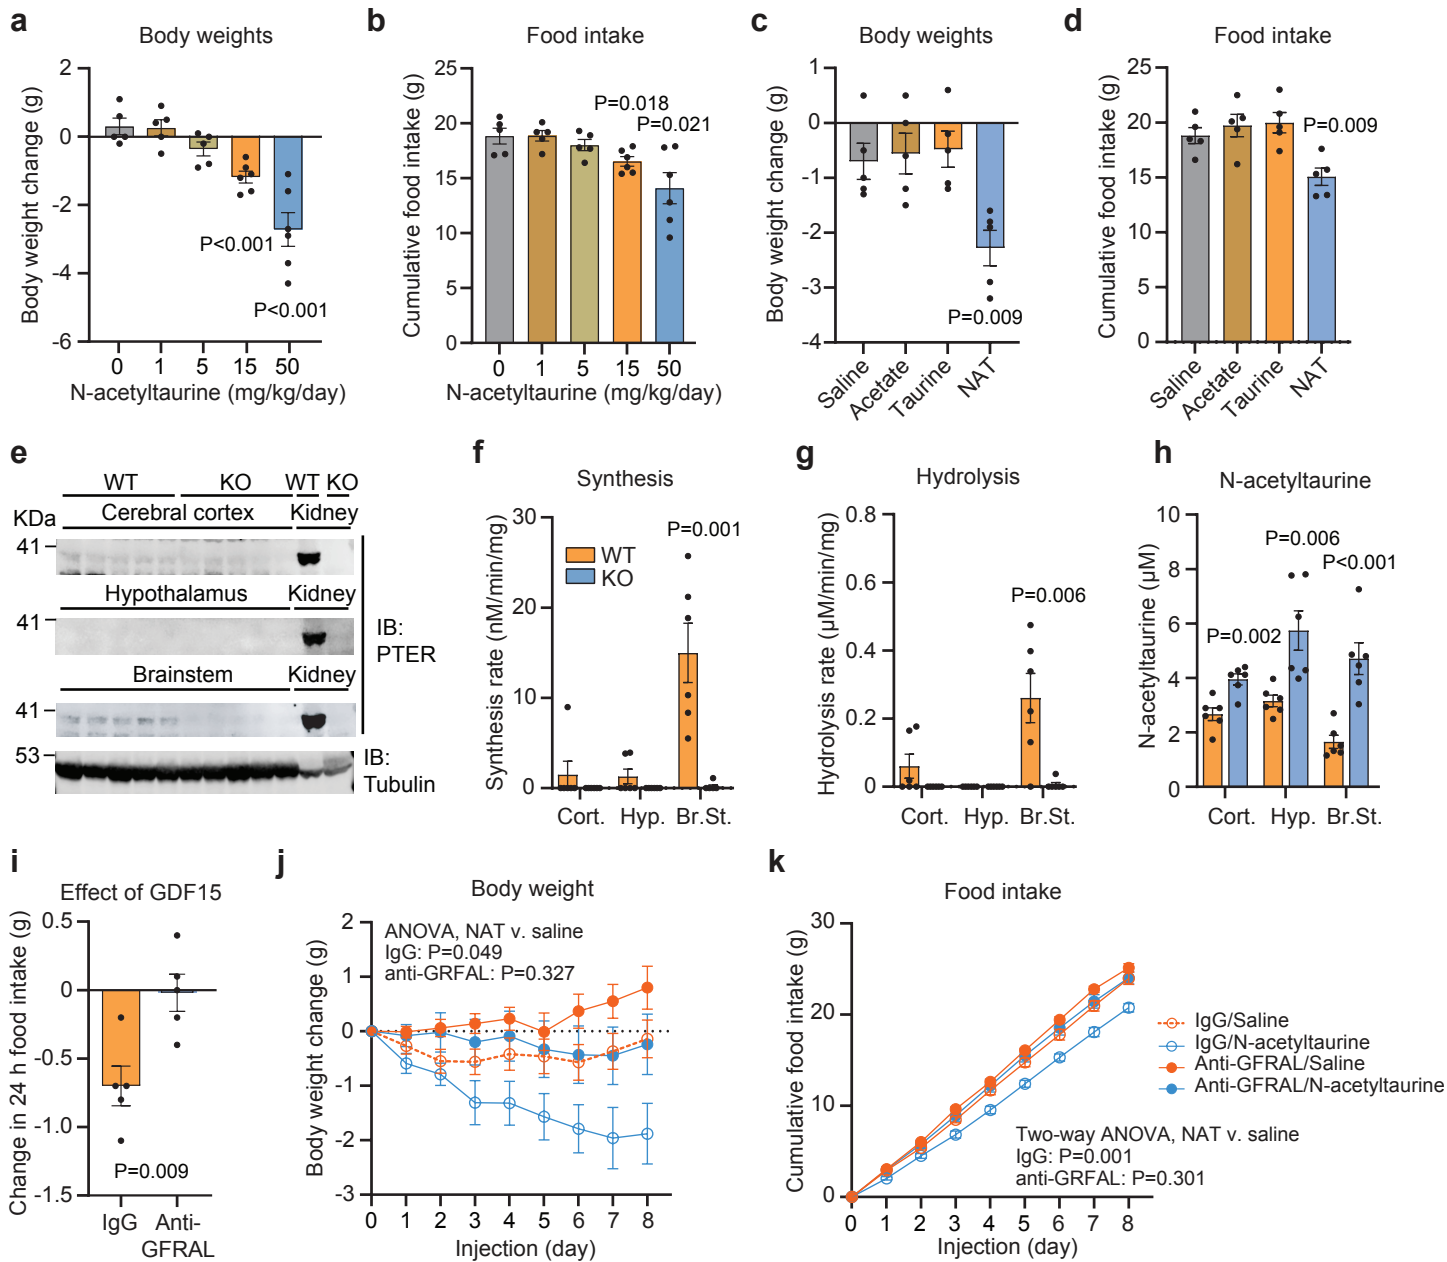 a
Body weights
Body weight change (g)
2
0
-2
-4
-6
P<0.001
P<0.001
0 1 5 15 50
N-acetyltaurine (mg/kg/day)
b
Food intake
Cumulative food intake (g)
25
20
15
10
5
0
P=0.018
P=0.021
0 1 5 15 50
N-acetyltaurine (mg/kg/day)
c
Body weights
Body weight change (g)
1
0
-1
-2
-3
-4
P=0.009
Saline
Acetate
Taurine
NAT
d
Food intake
Cumulative food intake (g)
25
20
15
10
5
0
P=0.009
Saline
Acetate
Taurine
NAT
e
WT KO WT KO
KDa
Cerebral cortex Kidney
41
Hypothalamus Kidney
41
Brainstem Kidney
41
53
IB:
PTER
IB:
Tubulin
f
Synthesis
Synthesis rate (nM/min/mg)
30
20
10
0
P=0.001
WT
KO
Cort. Hyp. Br.St.
g
Hydrolysis
Hydrolysis rate (μM/min/mg)
0.8
0.6
0.4
0.2
0
P=0.006
Cort. Hyp. Br.St.
h
N-acetyltaurine
N-acetyltaurine (μM)
10
8
6
4
2
0
P=0.006
P<0.001
P=0.002
Cort. Hyp. Br.St.
i
Effect of GDF15
Change in 24 h food intake (g)
0.5
0
-0.5
-1.0
-1.5
P=0.009
IgG Anti-
GFRAL
j
Body weight
Body weight change (g)
2
1
0
-1
-2
-3
ANOVA, NAT v. saline
IgG: P=0.049
anti-GRFAL: P=0.327
0 1 2 3 4 5 6 7 8
Injection (day)
k
Food intake
Cumulative food intake (g)
30
20
10
0
IgG/Saline
IgG/N-acetyltaurine
Anti-GFRAL/Saline
Anti-GFRAL/N-acetyltaurine
Two-way ANOVA, NAT v. saline
IgG: P=0.001
anti-GRFAL: P=0.301
0 1 2 3 4 5 6 7 8
Injection (day)